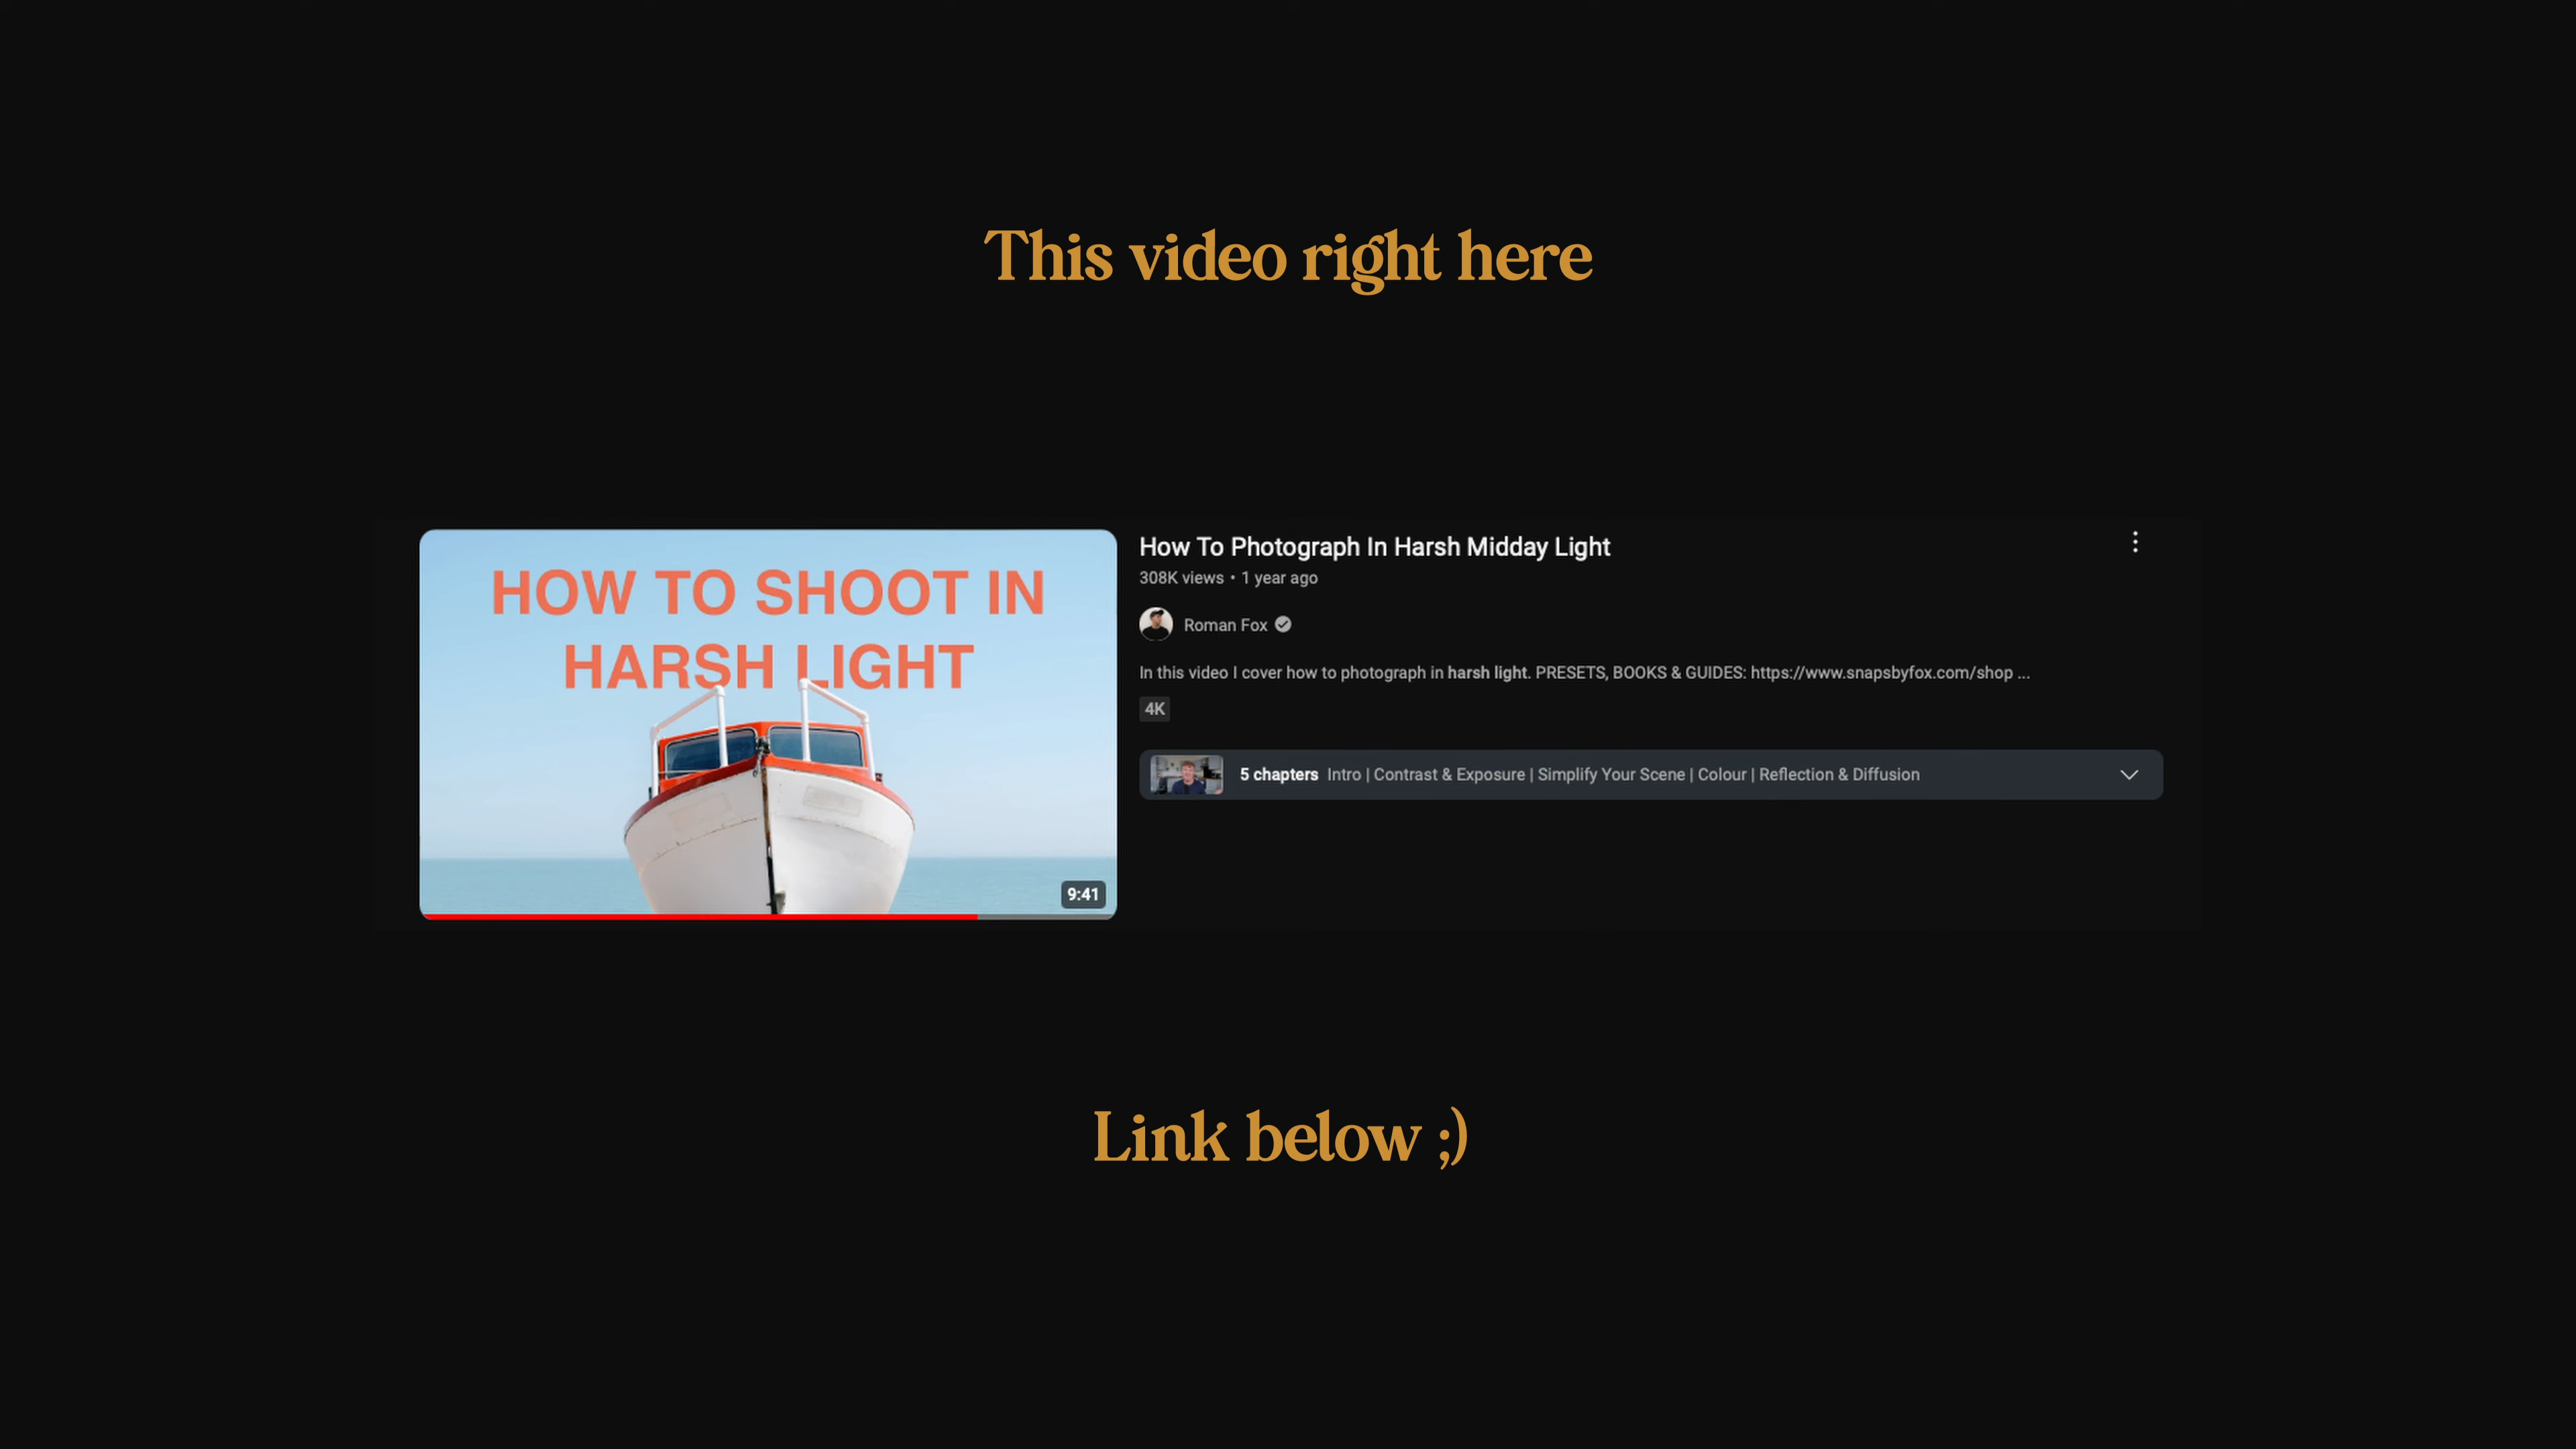 This video right here
HOW TO SHOOT IN
HARSH LIGHT
9:41
How To Photograph In Harsh Midday Light
308K views • 1 year ago
Roman Fox
In this video I cover how to photograph in harsh light. PRESETS, BOOKS & GUIDES: https://www.snapsbyfox.com/shop ...
4K
5 chapters Intro | Contrast & Exposure | Simplify Your Scene | Colour | Reflection & Diffusion
Link below ;)